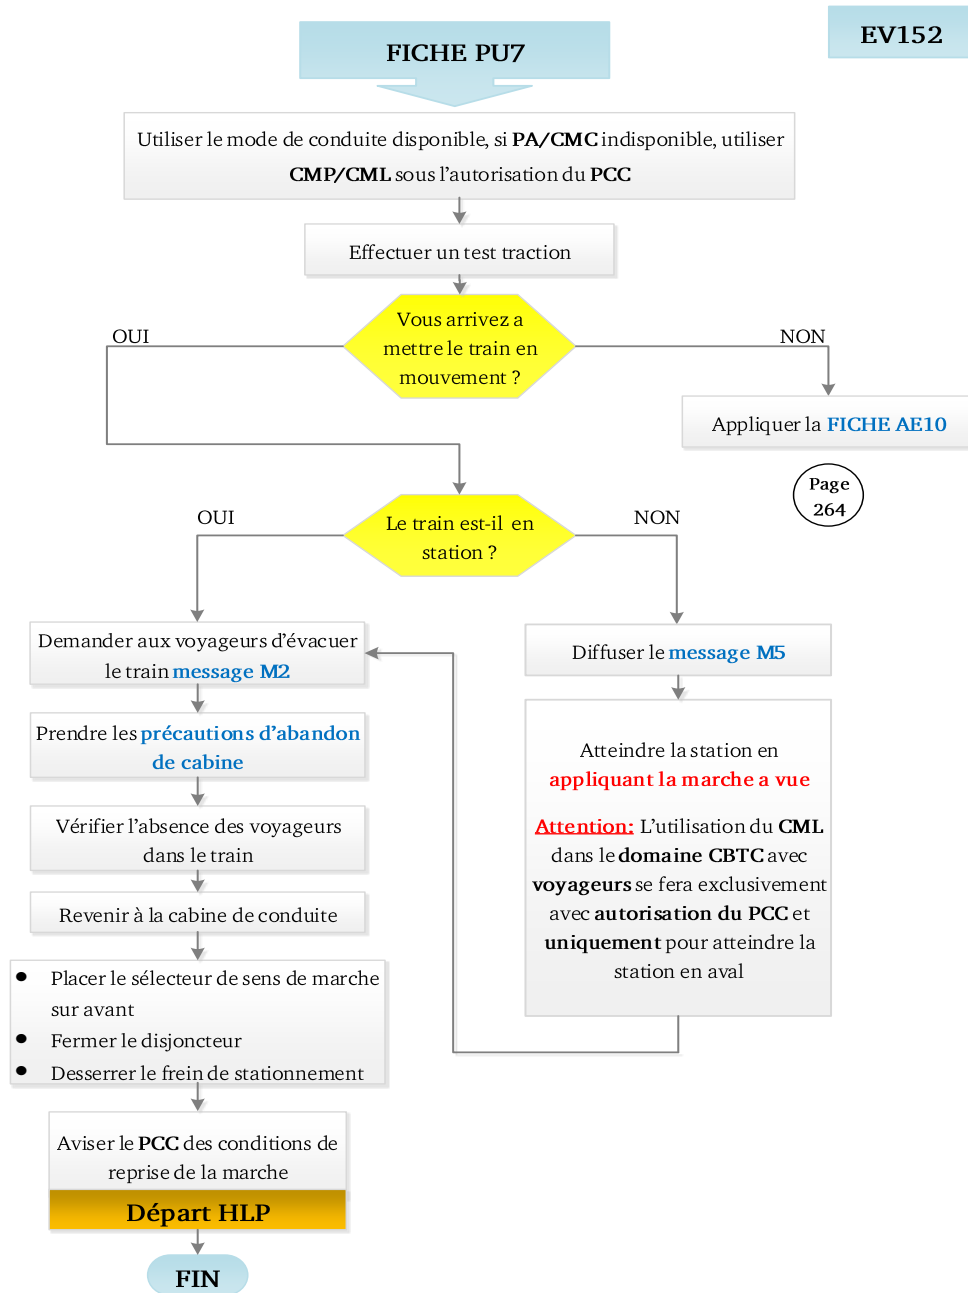 EV152
FICHE PU7
Utiliser le mode de conduite disponible, si PA/CMC indisponible, utiliser
CMP/CML sous l'autorisation du PCC
Effectuer un test traction
Vous arrivez a
mettre le train en
mouvement ?
OUI
NON
Appliquer la FICHE AE10
Page
264
Le train est-il en
station ?
OUI
NON
Demander aux voyageurs d'évacuer
le train message M2
Prendre les précautions d'abandon
de cabine
Vérifier l'absence des voyageurs
dans le train
Revenir à la cabine de conduite
• Placer le sélecteur de sens de marche
sur avant
• Fermer le disjoncteur
• Desserrer le frein de stationnement
Aviser le PCC des conditions de
reprise de la marche
Départ HLP
FIN
Diffuser le message M5
Atteindre la station en
appliquant la marche a vue
Attention: L'utilisation du CML
dans le domaine CBTC avec
voyageurs se fera exclusivement
avec autorisation du PCC et
uniquement pour atteindre la
station en aval